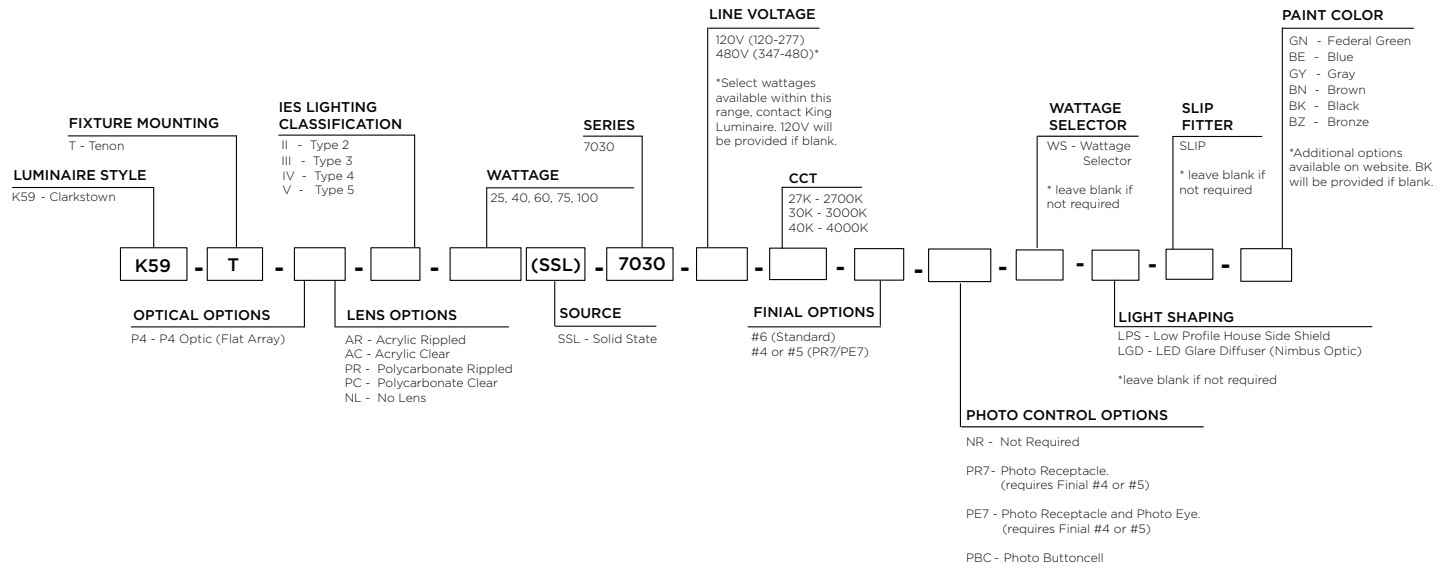 LINE VOLTAGE
120V (120-277)
480V (347-480)*
*Select wattages
available within this
range, contact King
Luminaire. 120V will
be provided if blank.
PAINT COLOR
GN - Federal Green
BE - Blue
GY - Gray
BN - Brown
BK - Black
BZ - Bronze
*Additional options
available on website. BK
will be provided if blank.
IES LIGHTING
CLASSIFICATION
II - Type 2
III - Type 3
IV - Type 4
V - Type 5
WATTAGE
SELECTOR
WS - Wattage
Selector
* leave blank if
not required
SLIP
FITTER
SLIP
* leave blank if
not required
FIXTURE MOUNTING
T - Tenon
SERIES
7030
LUMINAIRE STYLE
K59 - Clarkstown
WATTAGE
25, 40, 60, 75, 100
CCT
27K - 2700K
30K - 3000K
40K - 4000K
K59 - T - - - (SSL) - 7030 - - - - - - - -
OPTICAL OPTIONS
P4 - P4 Optic (Flat Array)
LENS OPTIONS
AR - Acrylic Rippled
AC - Acrylic Clear
PR - Polycarbonate Rippled
PC - Polycarbonate Clear
NL - No Lens
SOURCE
SSL - Solid State
FINIAL OPTIONS
#6 (Standard)
#4 or #5 (PR7/PE7)
LIGHT SHAPING
LPS - Low Profile House Side Shield
LGD - LED Glare Diffuser (Nimbus Optic)
*leave blank if not required
PHOTO CONTROL OPTIONS
NR - Not Required
PR7- Photo Receptacle.
(requires Finial #4 or #5)
PE7 - Photo Receptacle and Photo Eye.
(requires Finial #4 or #5)
PBC - Photo Buttoncell